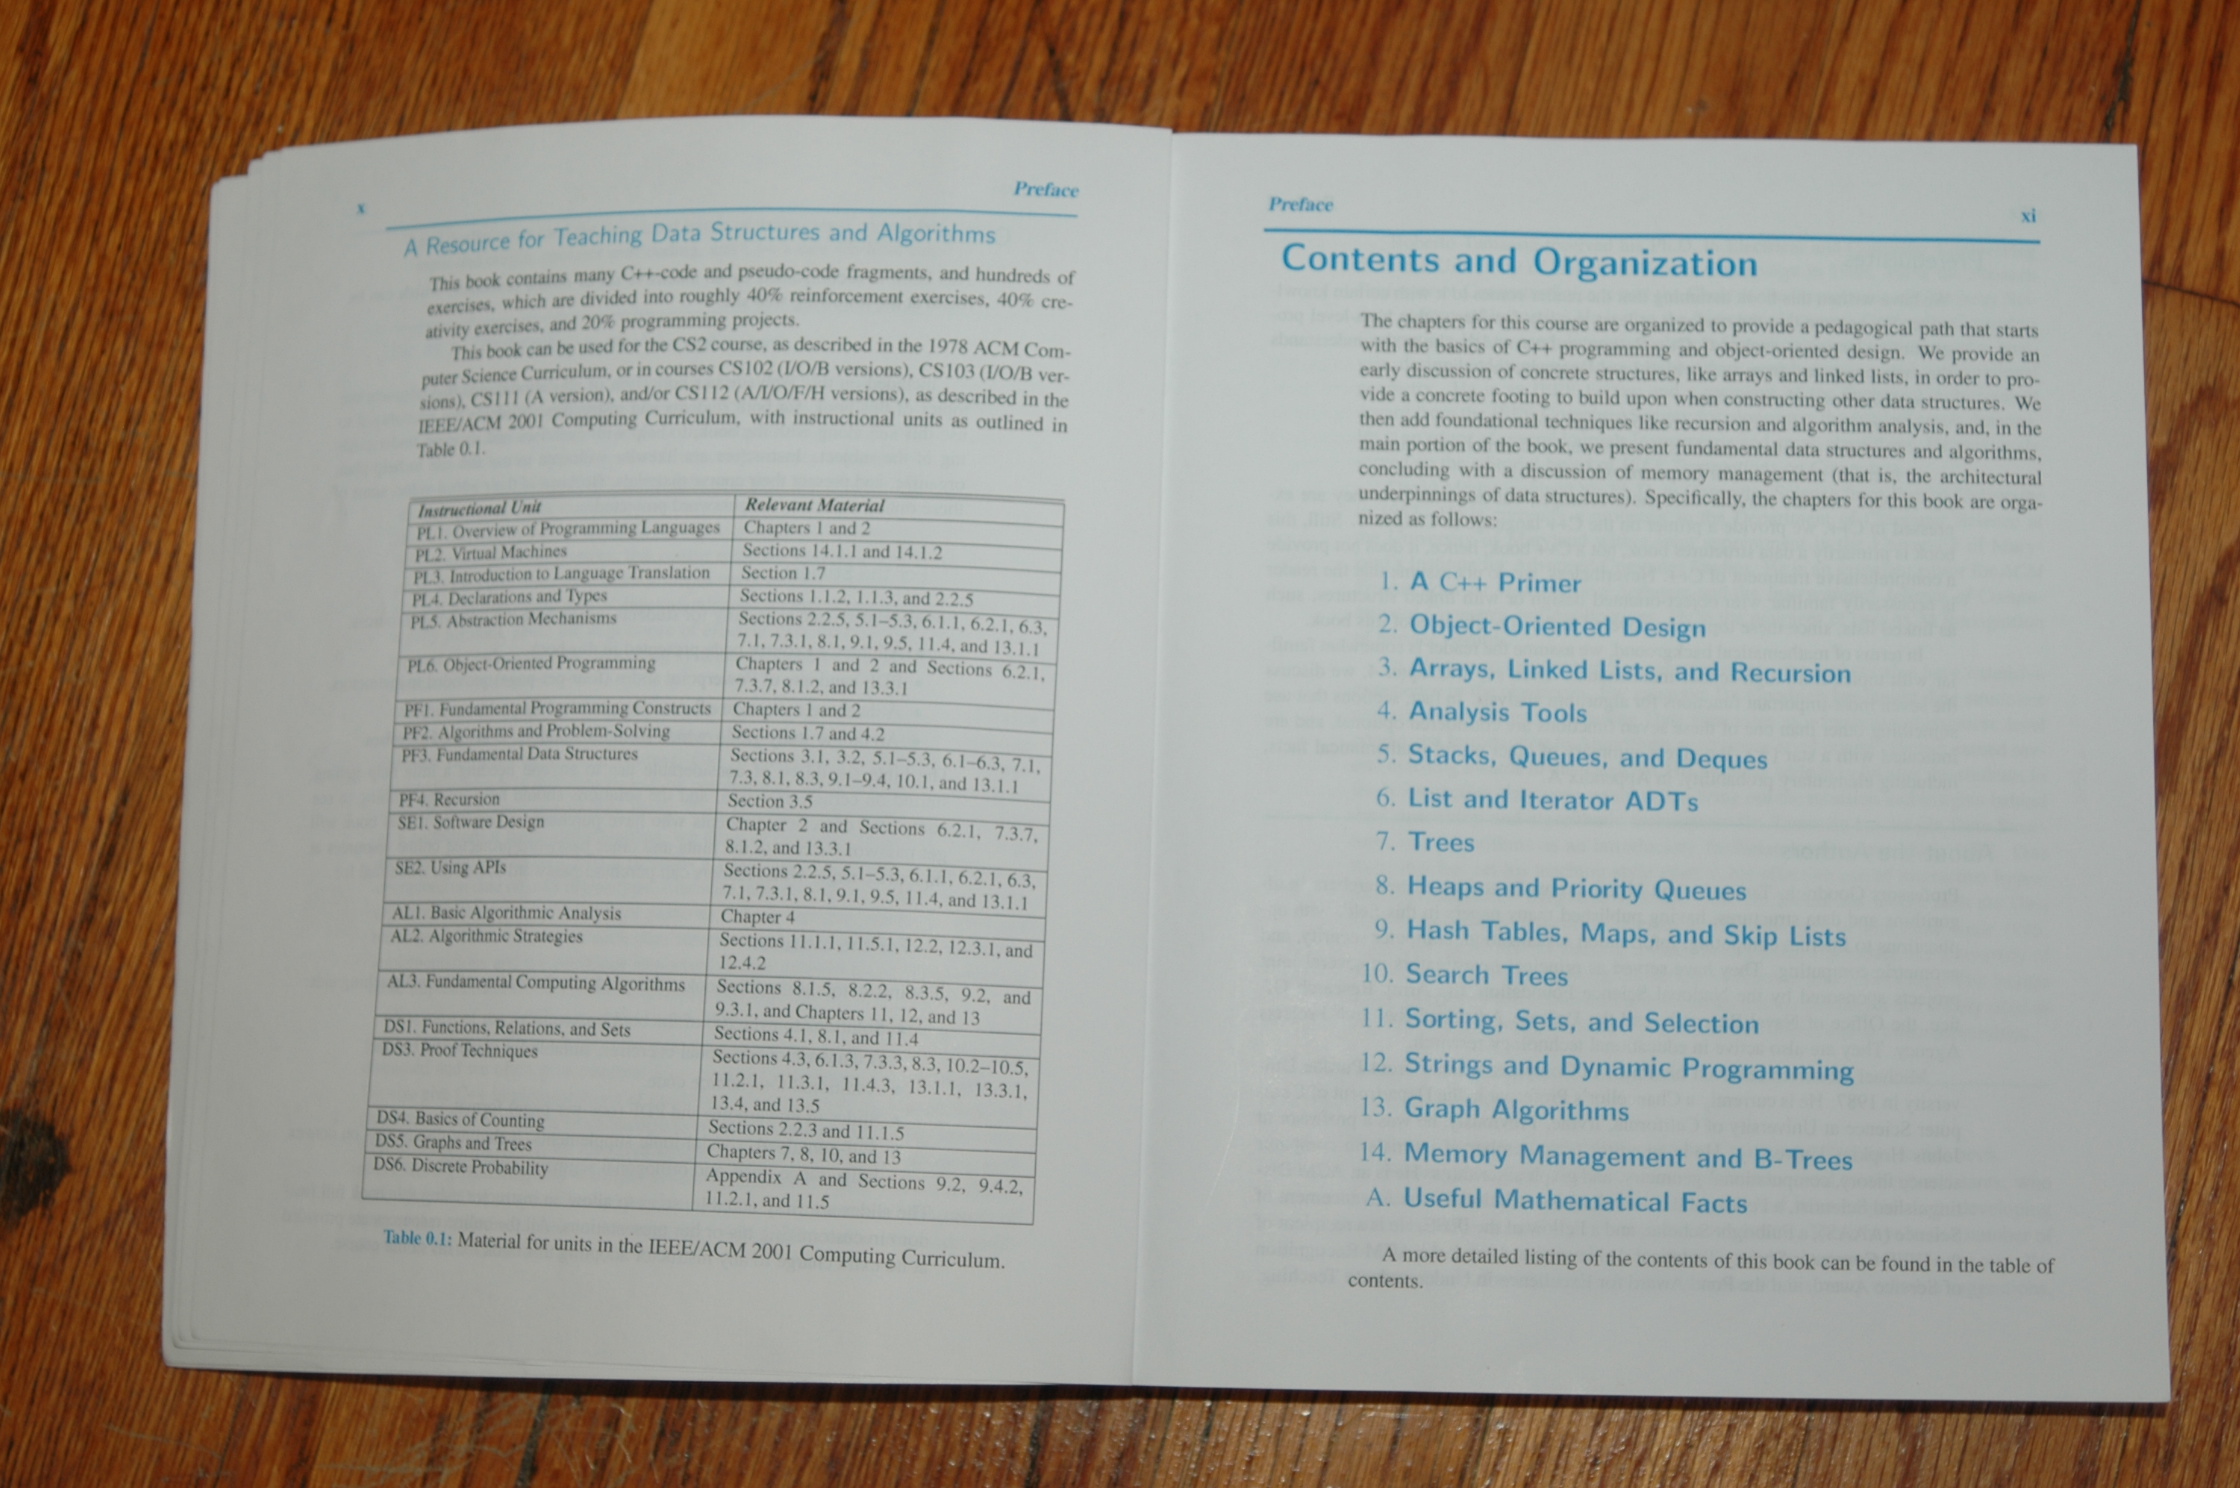 x
Preface
A Resource for Teaching Data Structures and Algorithms
This book contains many C++-code and pseudo-code fragments, and hundreds of
exercises, which are divided into roughly 40% reinforcement exercises, 40% cre-
ativity exercises, and 20% programming projects.
This book can be used for the CS2 course, as described in the 1978 ACM Com-
puter Science Curriculum, or in courses CS102 (I/O/B versions), CS103 (I/O/B ver-
sions), CS111 (A version), and/or CS112 (A/I/O/F/H versions), as described in the
IEEE/ACM 2001 Computing Curriculum, with instructional units as outlined in
Table 0.1.
Instructional Unit Relevant Material
PL1. Overview of Programming Languages Chapters 1 and 2
PL2. Virtual Machines Sections 14.1.1 and 14.1.2
PL3. Introduction to Language Translation Section 1.7
PL4. Declarations and Types Sections 1.1.2, 1.1.3, and 2.2.5
PL5. Abstraction Mechanisms Sections 2.2.5, 5.1–5.3, 6.1.1, 6.2.1, 6.3,
7.1, 7.3.1, 8.1, 9.1, 9.5, 11.4, and 13.1.1
PL6. Object-Oriented Programming Chapters 1 and 2 and Sections 6.2.1,
7.3.7, 8.1.2, and 13.3.1
PF1. Fundamental Programming Constructs Chapters 1 and 2
PF2. Algorithms and Problem-Solving Sections 1.7 and 4.2
PF3. Fundamental Data Structures Sections 3.1, 3.2, 5.1–5.3, 6.1–6.3, 7.1,
7.3, 8.1, 8.3, 9.1–9.4, 10.1, and 13.1.1
PF4. Recursion Section 3.5
SE1. Software Design Chapter 2 and Sections 6.2.1, 7.3.7,
8.1.2, and 13.3.1
SE2. Using APIs Sections 2.2.5, 5.1–5.3, 6.1.1, 6.2.1, 6.3,
7.1, 7.3.1, 8.1, 9.1, 9.5, 11.4, and 13.1.1
AL1. Basic Algorithmic Analysis Chapter 4
AL2. Algorithmic Strategies Sections 11.1.1, 11.5.1, 12.2, 12.3.1, and
12.4.2
AL3. Fundamental Computing Algorithms Sections 8.1.5, 8.2.2, 8.3.5, 9.2, and
9.3.1, and Chapters 11, 12, and 13
DS1. Functions, Relations, and Sets Sections 4.1, 8.1, and 11.4
DS3. Proof Techniques Sections 4.3, 6.1.3, 7.3.3, 8.3, 10.2–10.5,
11.2.1, 11.3.1, 11.4.3, 13.1.1, 13.3.1,
13.4, and 13.5
DS4. Basics of Counting Sections 2.2.3 and 11.1.5
DS5. Graphs and Trees Chapters 7, 8, 10, and 13
DS6. Discrete Probability Appendix A and Sections 9.2, 9.4.2,
11.2.1, and 11.5
Table 0.1: Material for units in the IEEE/ACM 2001 Computing Curriculum.
Preface
xi
Contents and Organization
The chapters for this course are organized to provide a pedagogical path that starts
with the basics of C++ programming and object-oriented design. We provide an
early discussion of concrete structures, like arrays and linked lists, in order to pro-
vide a concrete footing to build upon when constructing other data structures. We
then add foundational techniques like recursion and algorithm analysis, and, in the
main portion of the book, we present fundamental data structures and algorithms,
concluding with a discussion of memory management (that is, the architectural
underpinnings of data structures). Specifically, the chapters for this book are orga-
nized as follows:
1. A C++ Primer
2. Object-Oriented Design
3. Arrays, Linked Lists, and Recursion
4. Analysis Tools
5. Stacks, Queues, and Deques
6. List and Iterator ADTs
7. Trees
8. Heaps and Priority Queues
9. Hash Tables, Maps, and Skip Lists
10. Search Trees
11. Sorting, Sets, and Selection
12. Strings and Dynamic Programming
13. Graph Algorithms
14. Memory Management and B-Trees
A. Useful Mathematical Facts
A more detailed listing of the contents of this book can be found in the table of
contents.